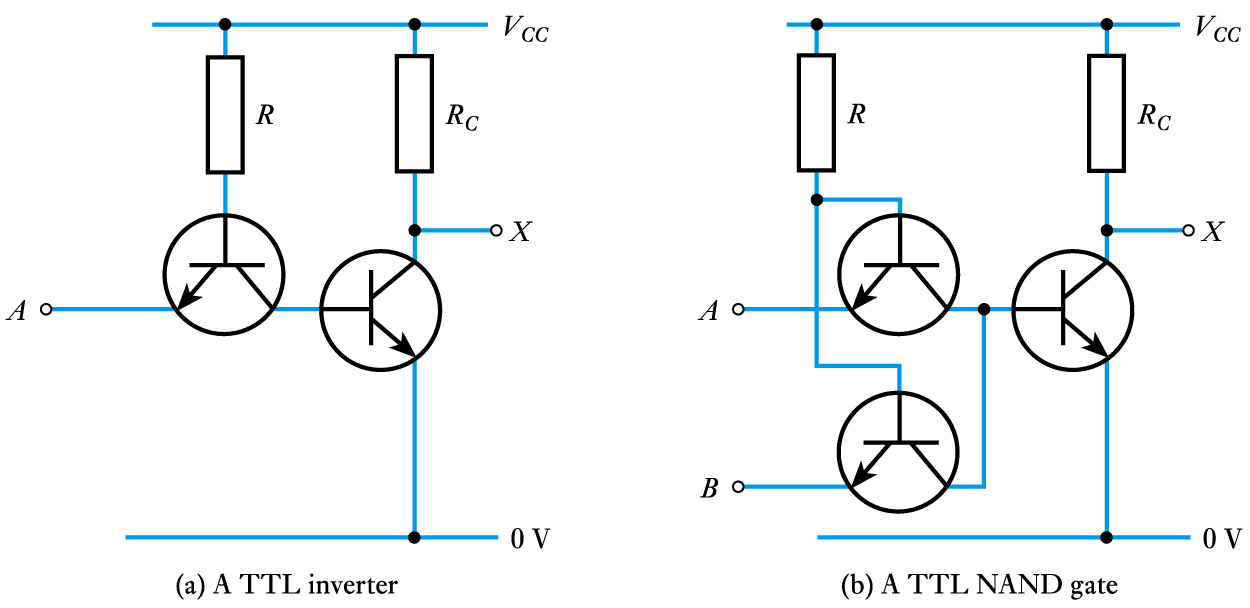 V_CC
R
R_C
X
A
0 V
(a) A TTL inverter
V_CC
R
R_C
X
A
B
0 V
(b) A TTL NAND gate